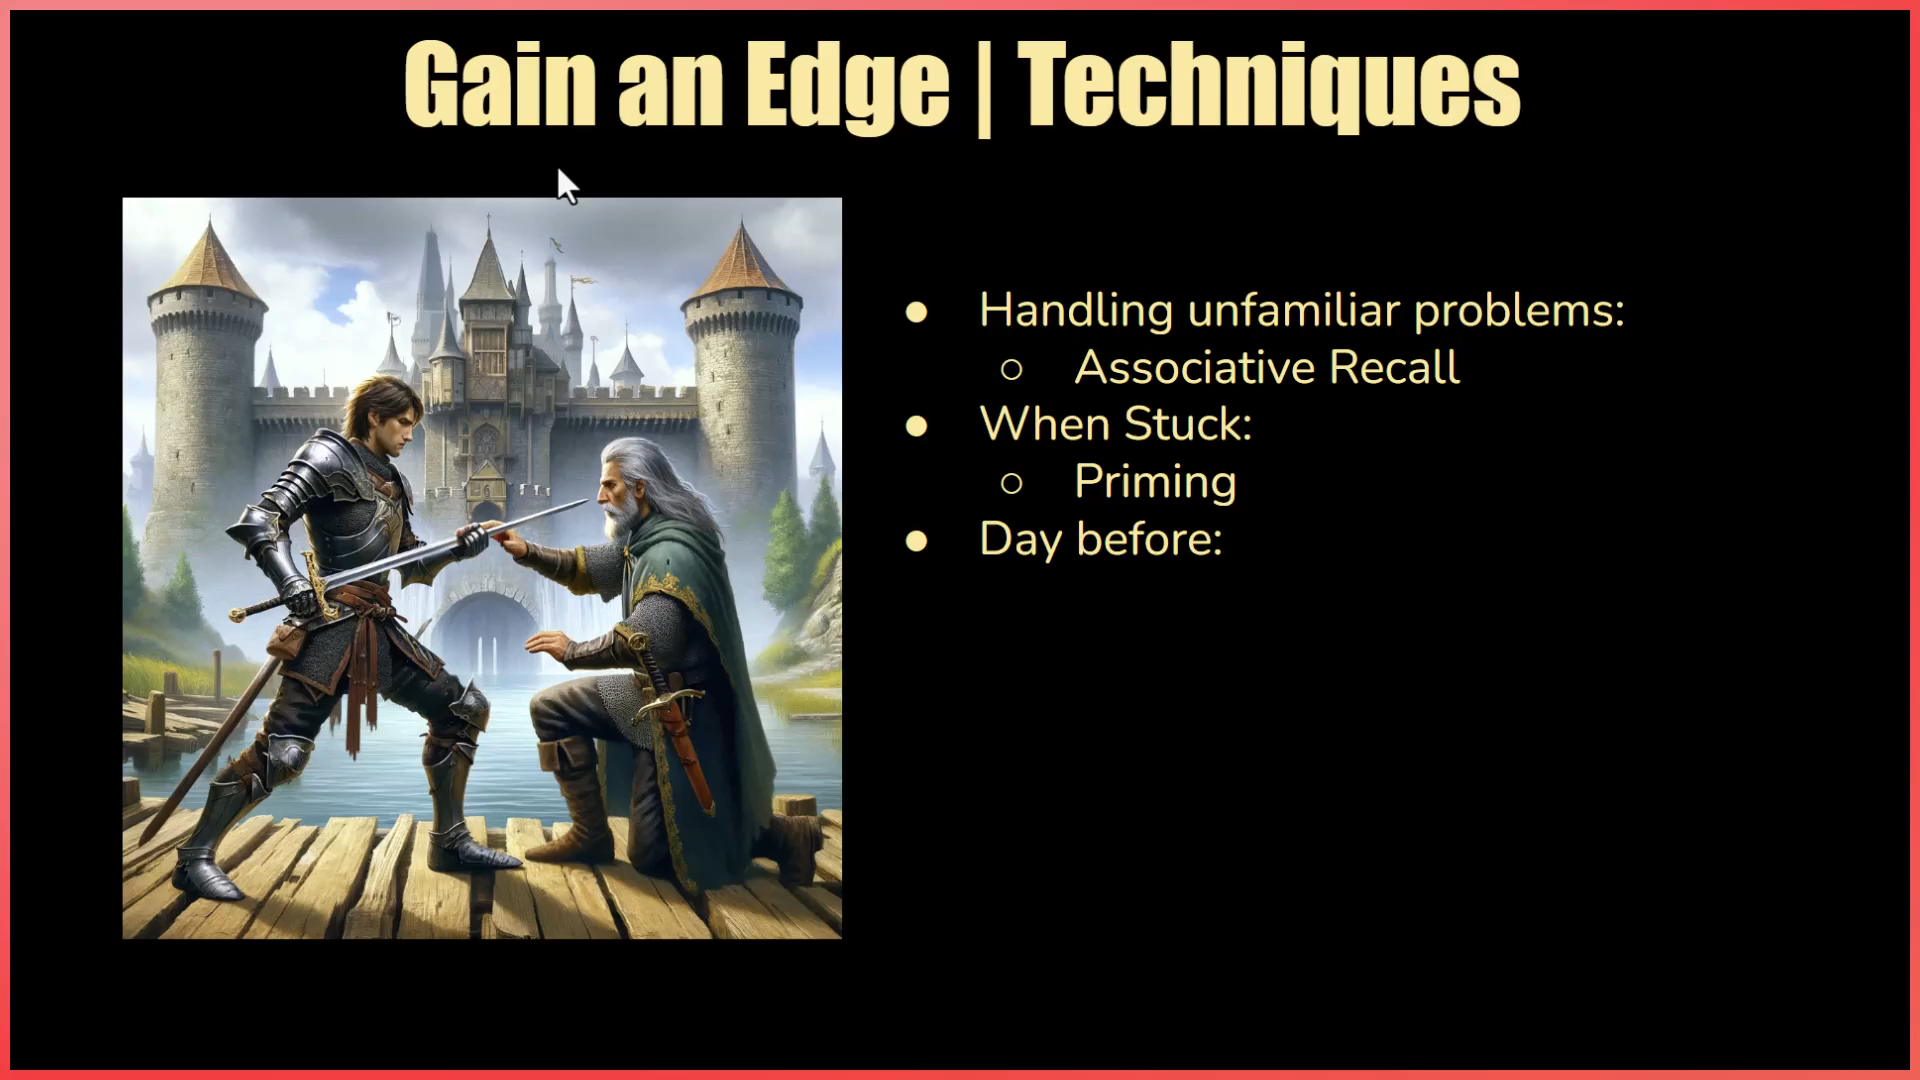 Gain an Edge | Techniques
● Handling unfamiliar problems:
○ Associative Recall
● When Stuck:
○ Priming
● Day before: